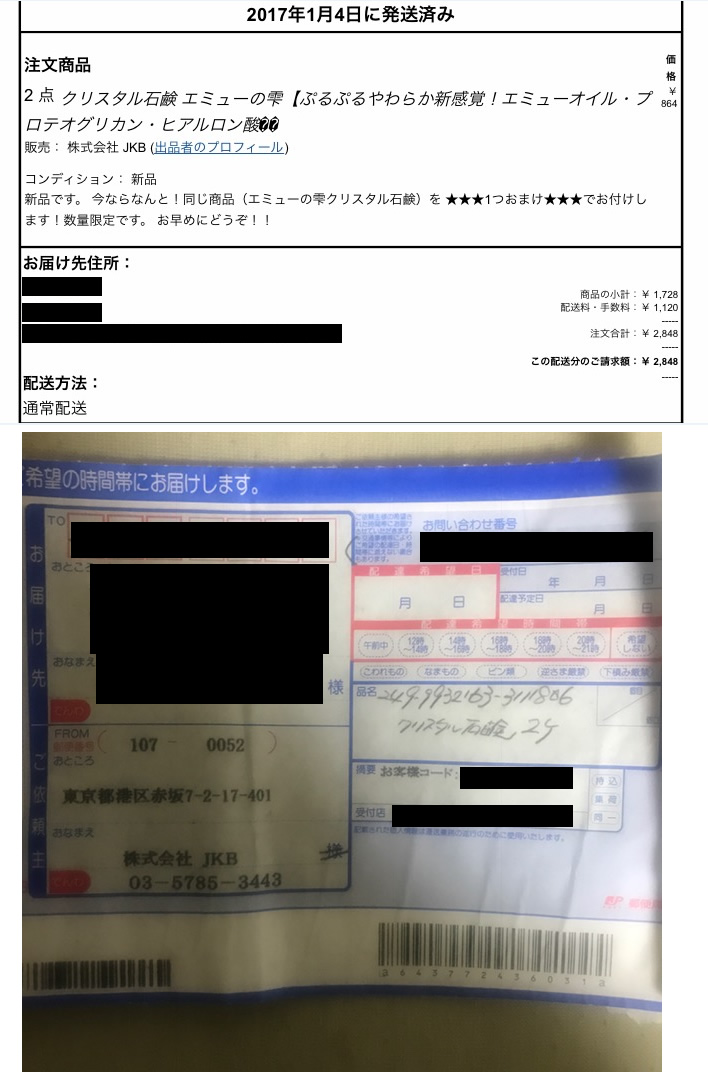 2017年1月4日に発送済み
注文商品
価格
2 点 クリスタル石鹸 エミューの雫【ぷるぷるやわらか新感覚！エミューオイル・プ
ロテオグリカン・ヒアルロン酸��
￥
864
販売： 株式会社 JKB (出品者のプロフィール)
コンディション： 新品
新品です。 今ならなんと！同じ商品（エミューの雫クリスタル石鹸）を ★★★1つおまけ★★★でお付けし
ます！数量限定です。 お早めにどうぞ！！
お届け先住所：
商品の小計：￥ 1,728
配送料・手数料：￥ 1,120
-----
注文合計：￥ 2,848
-----
この配送分のご請求額：￥ 2,848
-----
配送方法：
通常配送
希望の時間帯にお届けします。
お届け先
TO
おところ
おなまえ
様
でんわ
お問い合わせ番号
配達希望日
月 日
受付日
年 月 日
配達予定日
月 日
配達希望時間帯
午前中
12時～14時
14時～16時
16時～18時
18時～20時
20時～21時
希望しない
こわれもの
なまもの
ビン類
逆さま厳禁
下積み厳禁
品名
クリスタル石鹸
ご依頼主
FROM
郵便番号
107 - 0052
おところ
東京都港区赤坂7-2-17-401
おなまえ
株式会社 JKB
様
でんわ
03-5785-3443
摘要 お客様コード:
持込
集荷
同一
受付店